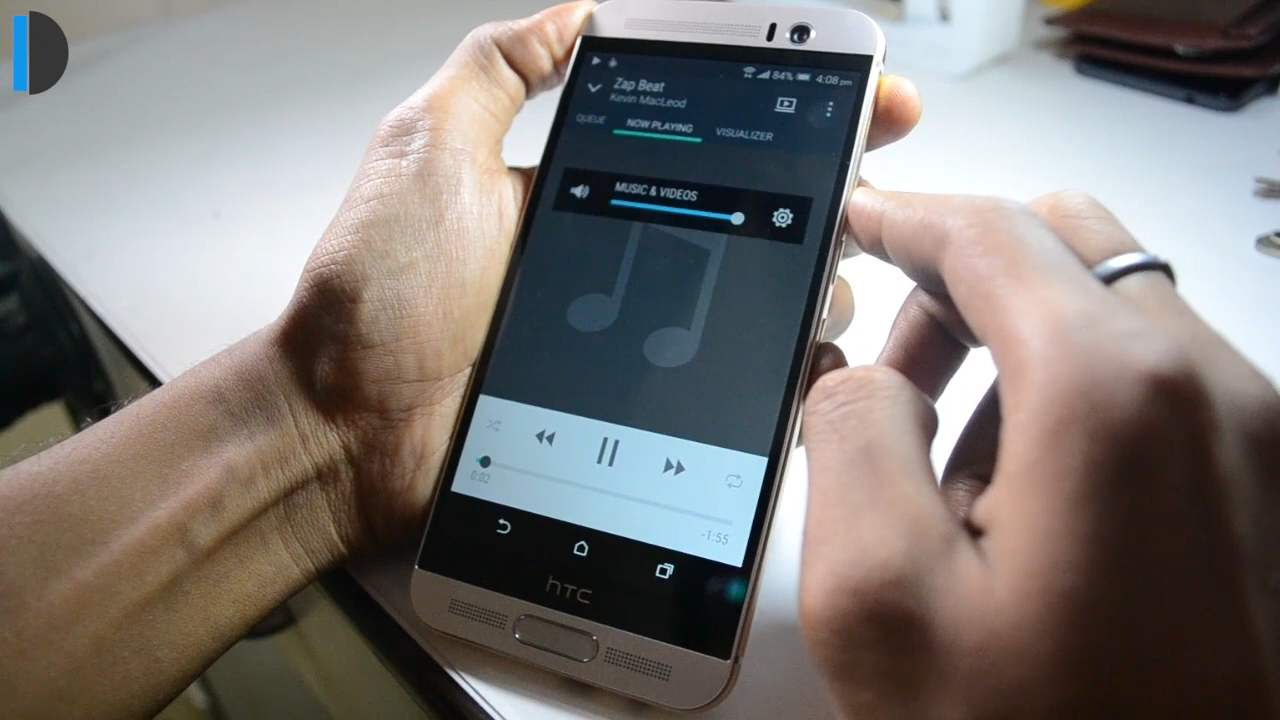 84% 4:08 pm
Zap Beat
Kevin MacLeod
QUEUE NOW PLAYING VISUALIZER
MUSIC & VIDEOS
0:02
-1:55
hTC